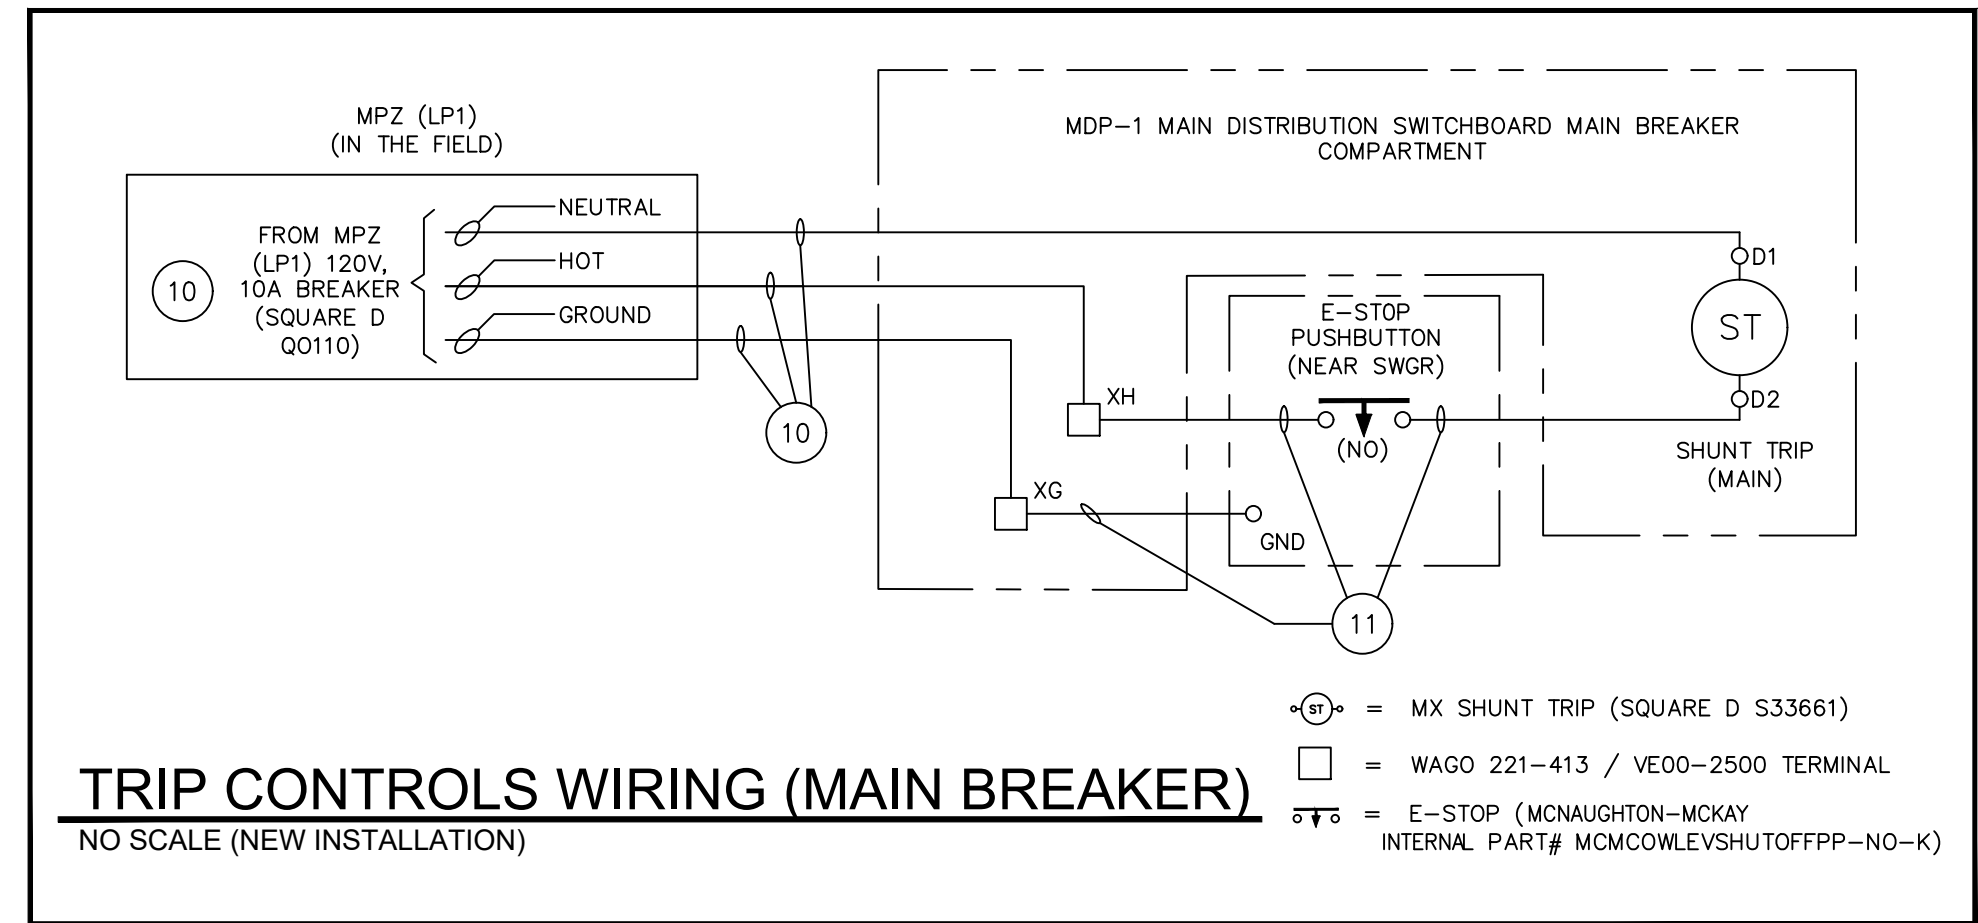 MPZ (LP1)
(IN THE FIELD)
MDP-1 MAIN DISTRIBUTION SWITCHBOARD MAIN BREAKER
COMPARTMENT
10
FROM MPZ
(LP1) 120V,
10A BREAKER
(SQUARE D
QO110)
NEUTRAL
HOT
GROUND
10
XH
XG
E-STOP
PUSHBUTTON
(NEAR SWGR)
(NO)
GND
11
D1
ST
D2
SHUNT TRIP
(MAIN)
ST = MX SHUNT TRIP (SQUARE D S33661)
= WAGO 221-413 / VE00-2500 TERMINAL
= E-STOP (MCNAUGHTON-MCKAY
INTERNAL PART# MCMCOWLEVSHUTOFFPP-NO-K)
TRIP CONTROLS WIRING (MAIN BREAKER)
NO SCALE (NEW INSTALLATION)